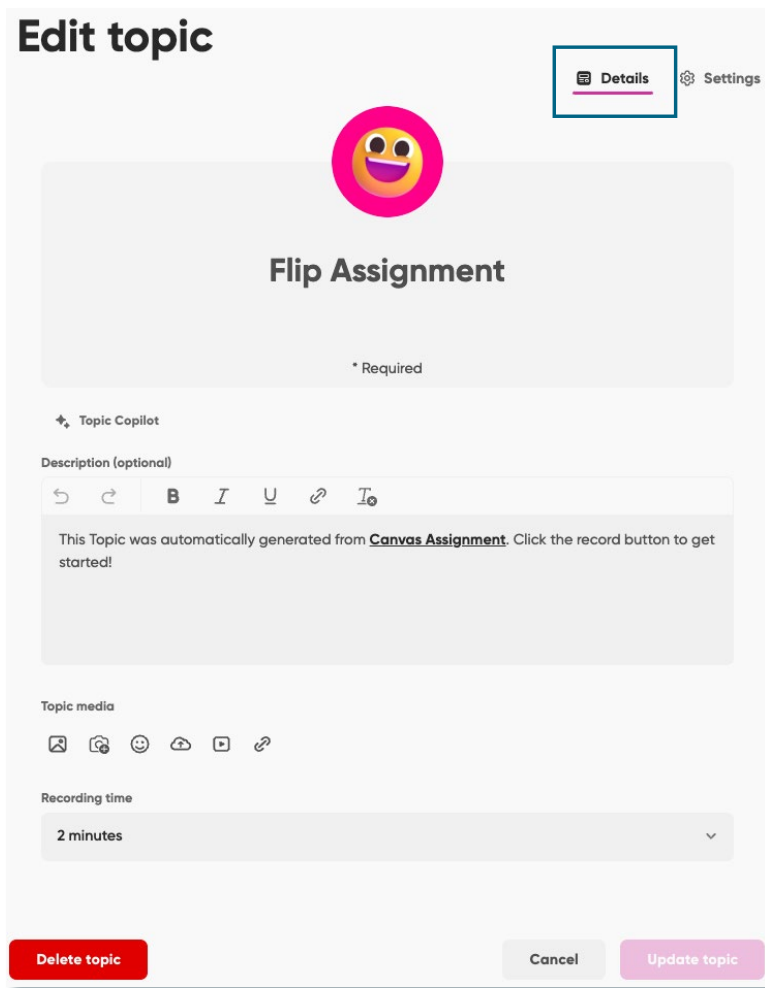 Edit topic
Details
Settings
Flip Assignment
* Required
Topic Copilot
Description (optional)
B I U T
This Topic was automatically generated from Canvas Assignment. Click the record button to get
started!
Topic media
Recording time
2 minutes
Delete topic
Cancel
Update topic